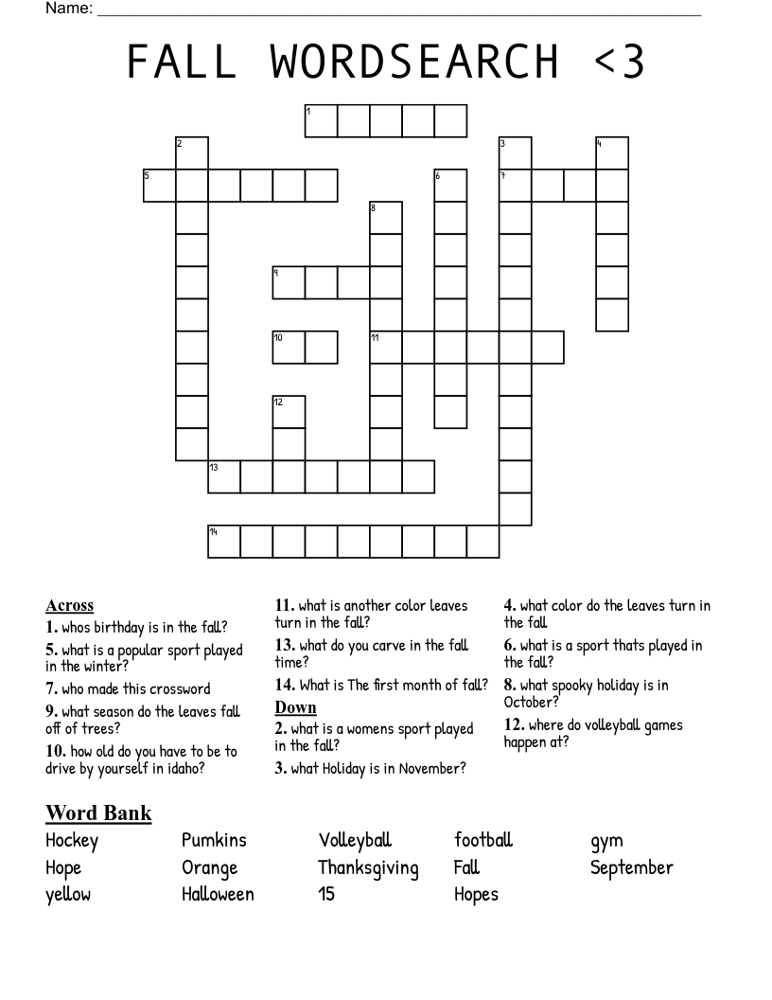 Name:
FALL WORDSEARCH <3
1
2
3
4
5
6
7
8
9
10
11
12
13
14
Across
1. whos birthday is in the fall?
5. what is a popular sport played
in the winter?
7. who made this crossword
9. what season do the leaves fall
off of trees?
10. how old do you have to be to
drive by yourself in idaho?
11. what is another color leaves
turn in the fall?
13. what do you carve in the fall
time?
14. What is The first month of fall?
Down
2. what is a womens sport played
in the fall?
3. what Holiday is in November?
4. what color do the leaves turn in
the fall
6. what is a sport thats played in
the fall?
8. what spooky holiday is in
October?
12. where do volleyball games
happen at?
Word Bank
Hockey Pumkins Volleyball football gym
Hope Orange Thanksgiving Fall September
yellow Halloween 15 Hopes